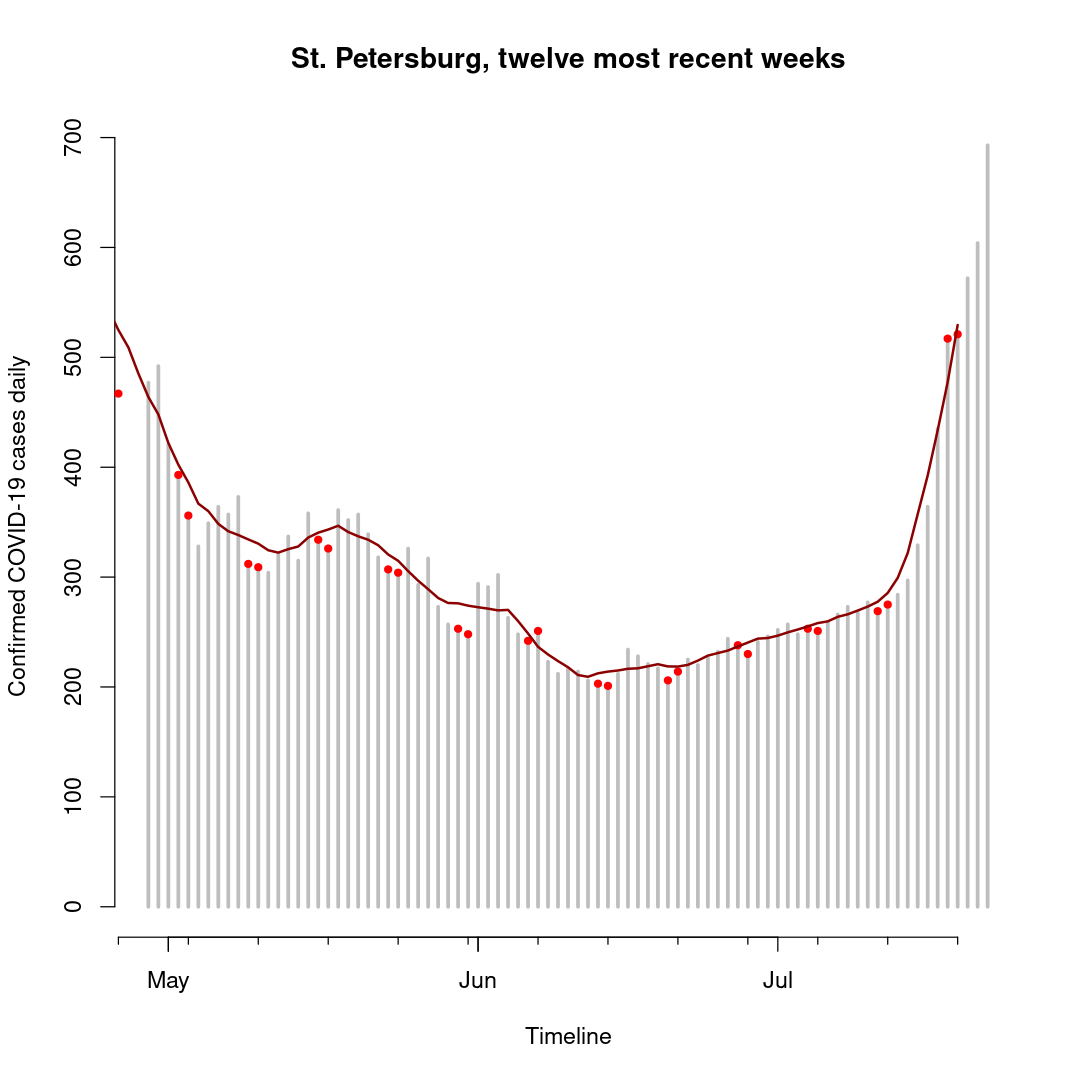 St. Petersburg, twelve most recent weeks
Confirmed COVID-19 cases daily
700
600
500
400
300
200
100
0
May Jun Jul
Timeline